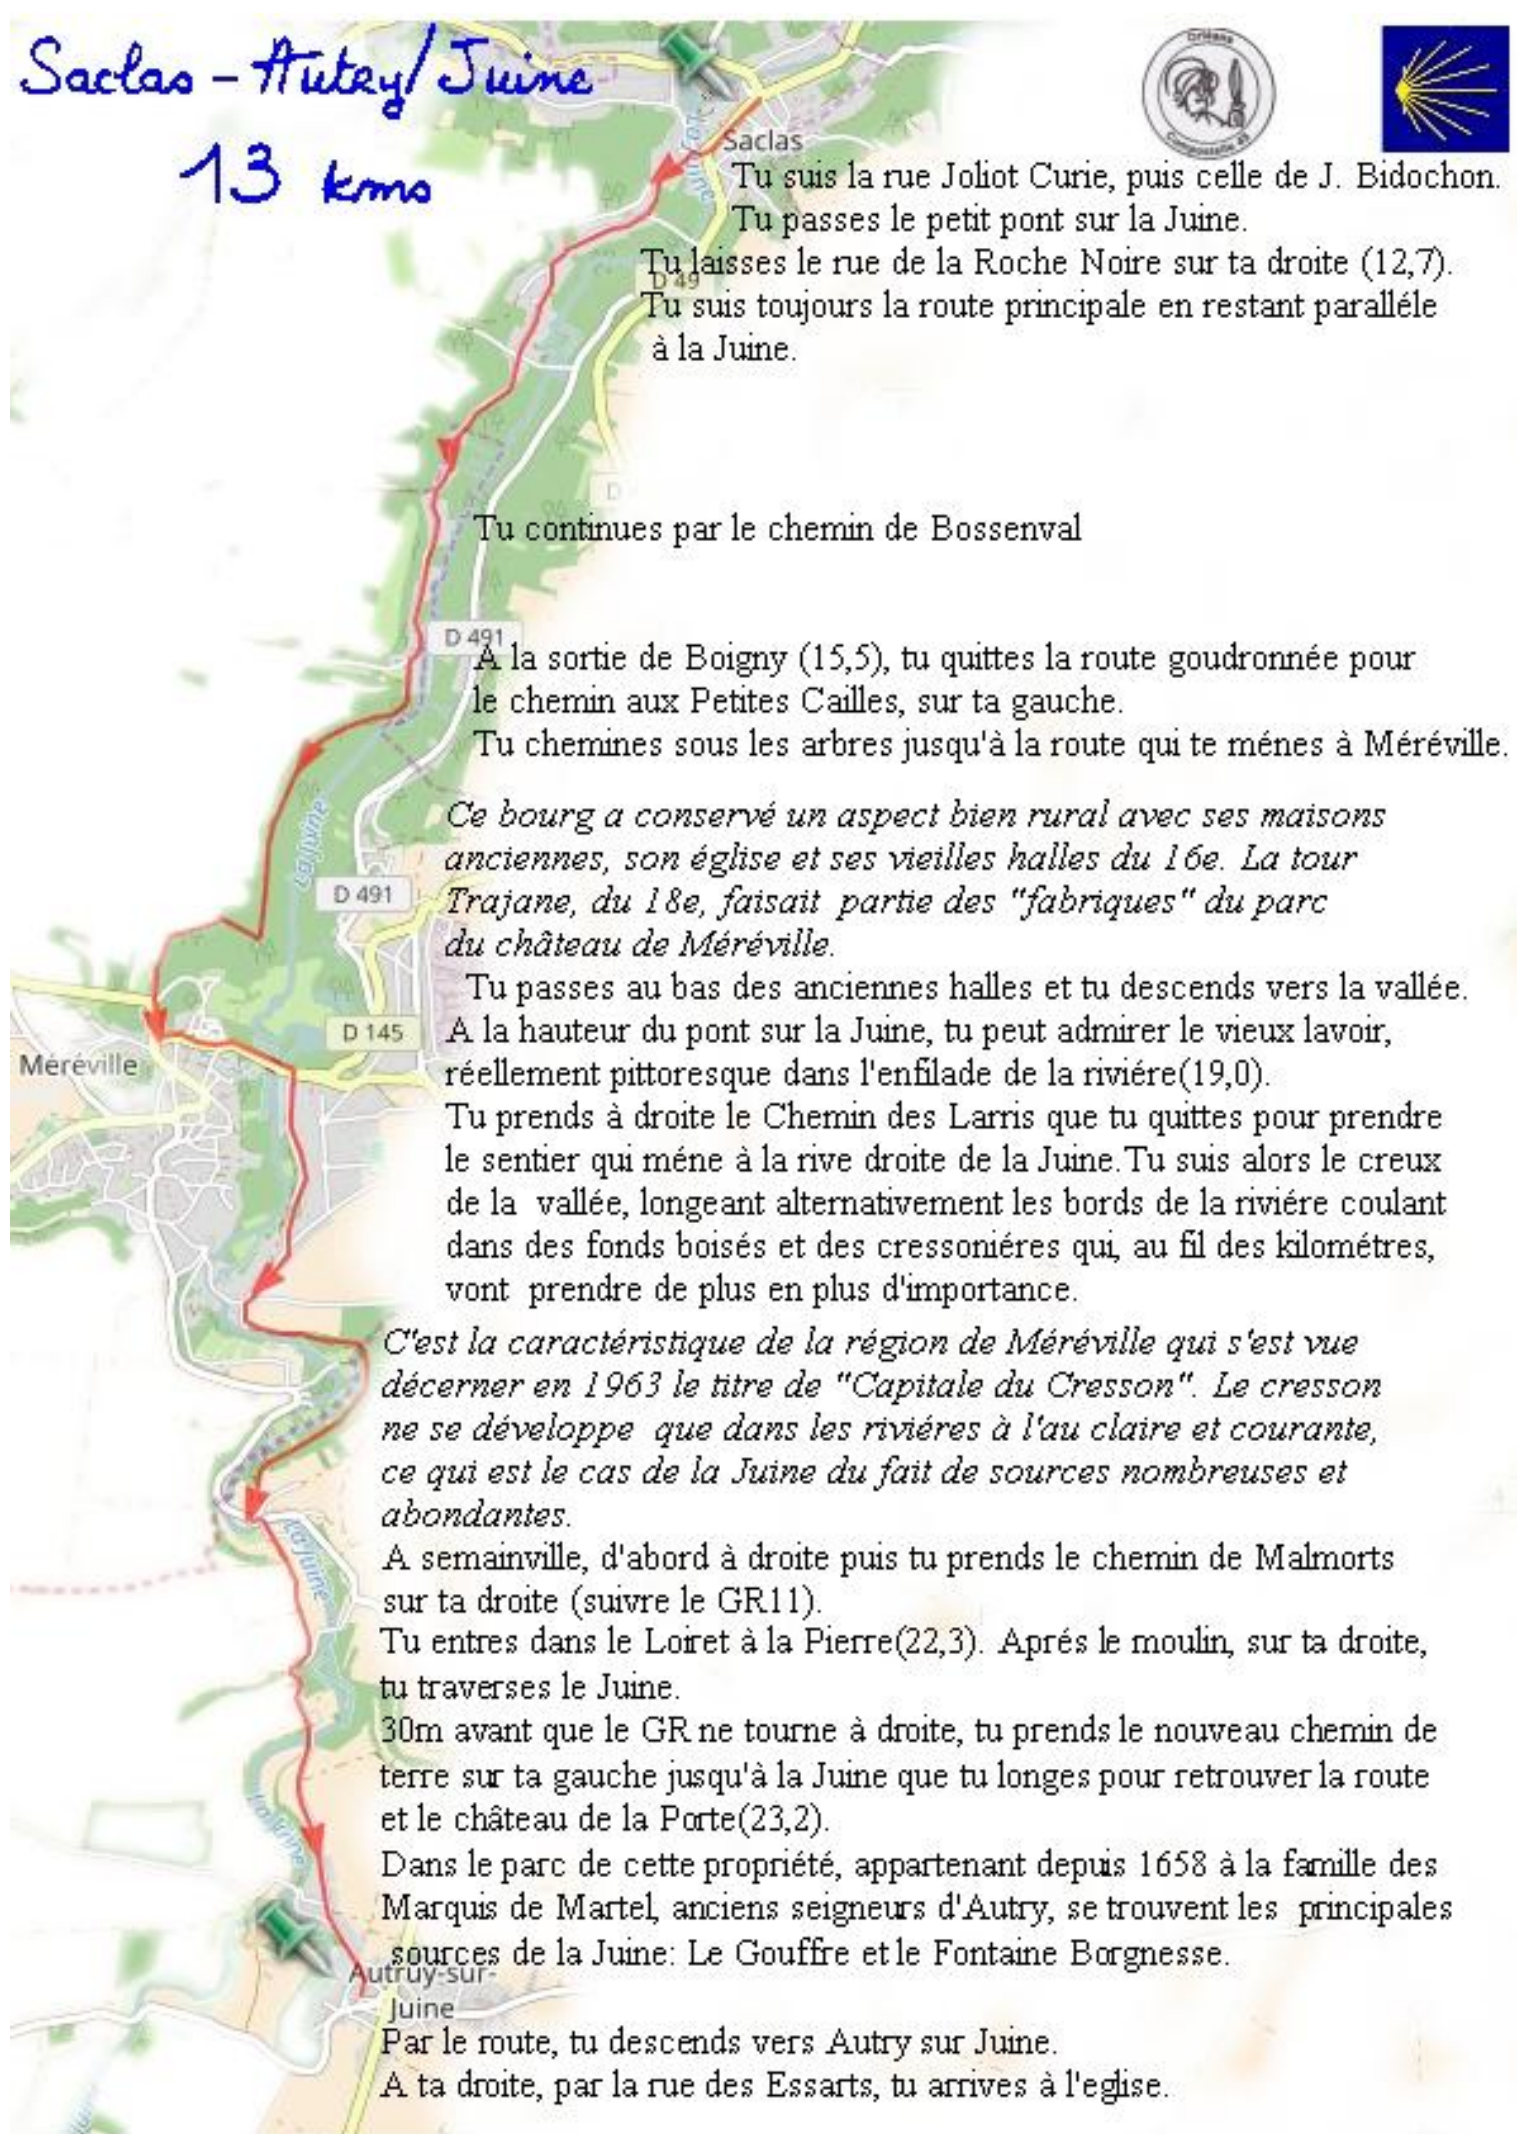 Saclas - Autry/Juine
13 kms
Orléans
Compostelle 45
Saclas
Tu suis la rue Joliot Curie, puis celle de J. Bidochon.
Tu passes le petit pont sur la Juine.
Tu laisses le rue de la Roche Noire sur ta droite (12,7).
D 49
Tu suis toujours la route principale en restant paralléle
à la Juine.
D
Tu continues par le chemin de Bossenval
D 491
A la sortie de Boigny (15,5), tu quittes la route goudronnée pour
le chemin aux Petites Cailles, sur ta gauche.
Tu chemines sous les arbres jusqu'à la route qui te ménes à Méréville.
La Juine
Ce bourg a conservé un aspect bien rural avec ses maisons
anciennes, son église et ses vieilles halles du 16e. La tour
D 491
Trajane, du 18e, faisait partie des "fabriques" du parc
du château de Méréville.
Tu passes au bas des anciennes halles et tu descends vers la vallée.
D 145
A la hauteur du pont sur la Juine, tu peut admirer le vieux lavoir,
Méréville
réellement pittoresque dans l'enfilade de la riviére(19,0).
Tu prends à droite le Chemin des Larris que tu quittes pour prendre
le sentier qui méne à la rive droite de la Juine.Tu suis alors le creux
de la vallée, longeant alternativement les bords de la riviére coulant
dans des fonds boisés et des cressoniéres qui, au fil des kilométres,
vont prendre de plus en plus d'importance.
C'est la caractéristique de la région de Méréville qui s'est vue
décerner en 1963 le titre de "Capitale du Cresson". Le cresson
ne se développe que dans les riviéres à l'au claire et courante,
ce qui est le cas de la Juine du fait de sources nombreuses et
abondantes.
La Juine
A semainville, d'abord à droite puis tu prends le chemin de Malmorts
sur ta droite (suivre le GR11).
Tu entres dans le Loiret à la Pierre(22,3). Aprés le moulin, sur ta droite,
tu traverses le Juine.
30m avant que le GR ne tourne à droite, tu prends le nouveau chemin de
terre sur ta gauche jusqu'à la Juine que tu longes pour retrouver la route
et le château de la Porte(23,2).
La Juine
Dans le parc de cette propriété, appartenant depuis 1658 à la famille des
Marquis de Martel, anciens seigneurs d'Autry, se trouvent les principales
sources de la Juine: Le Gouffre et le Fontaine Borgnesse.
Autruy-sur-
Juine
Par le route, tu descends vers Autry sur Juine.
A ta droite, par la rue des Essarts, tu arrives à l'eglise.